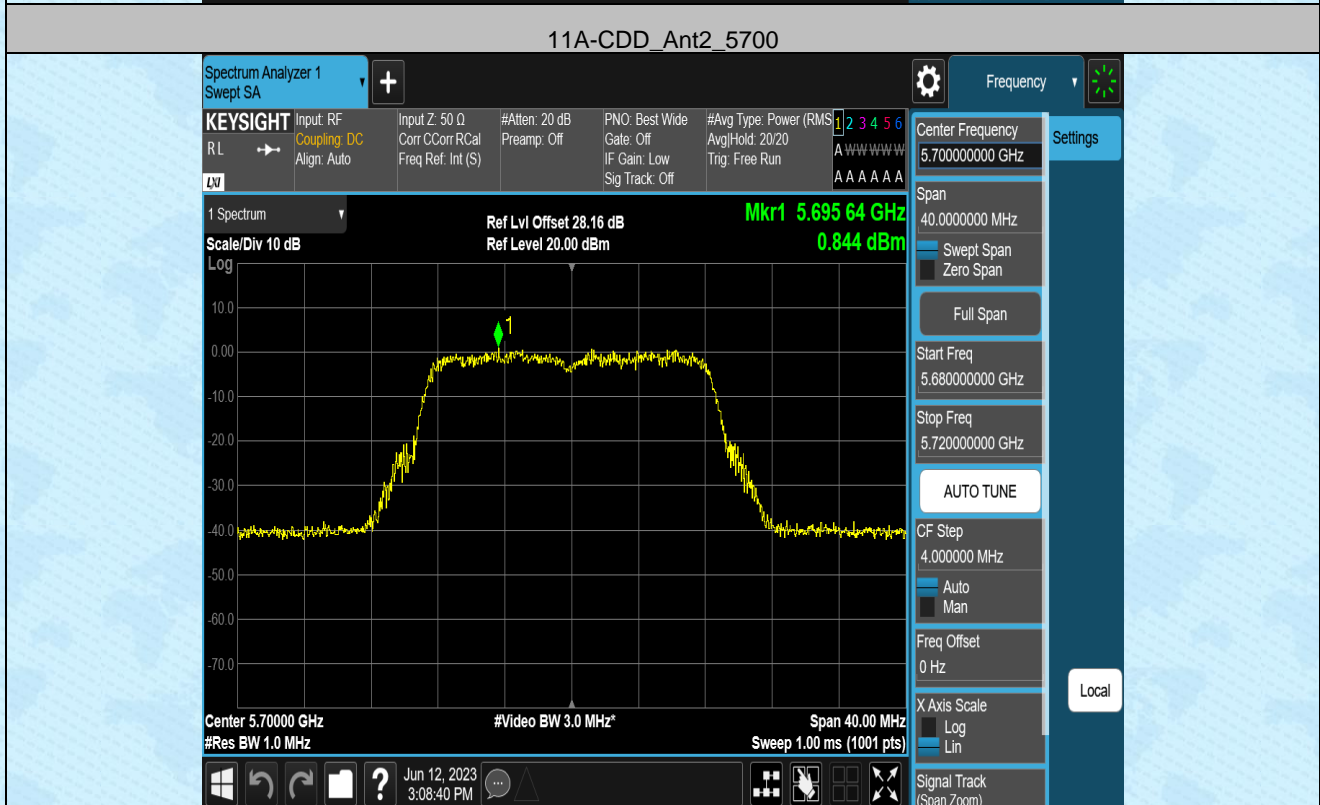 11A-CDD_Ant2_5700
Spectrum Analyzer 1
Swept SA
+
Frequency
KEYSIGHT
R L
LXI
Input: RF
Coupling: DC
Align: Auto
Input Z: 50 Ω
Corr CCorr RCal
Freq Ref: Int (S)
#Atten: 20 dB
Preamp: Off
PNO: Best Wide
Gate: Off
IF Gain: Low
Sig Track: Off
#Avg Type: Power (RMS
Avg|Hold: 20/20
Trig: Free Run
1 2 3 4 5 6
A W W W W W
A A A A A A
1 Spectrum
Scale/Div 10 dB
Log
Ref Lvl Offset 28.16 dB
Ref Level 20.00 dBm
Mkr1 5.695 64 GHz
0.844 dBm
1
10.0
0.00
-10.0
-20.0
-30.0
-40.0
-50.0
-60.0
-70.0
Center 5.70000 GHz
#Res BW 1.0 MHz
#Video BW 3.0 MHz*
Span 40.00 MHz
Sweep 1.00 ms (1001 pts)
Center Frequency
5.700000000 GHz
Span
40.0000000 MHz
Swept Span
Zero Span
Full Span
Start Freq
5.680000000 GHz
Stop Freq
5.720000000 GHz
AUTO TUNE
CF Step
4.000000 MHz
Auto
Man
Freq Offset
0 Hz
X Axis Scale
Log
Lin
Signal Track
(Span Zoom)
Settings
Local
?
Jun 12, 2023
3:08:40 PM